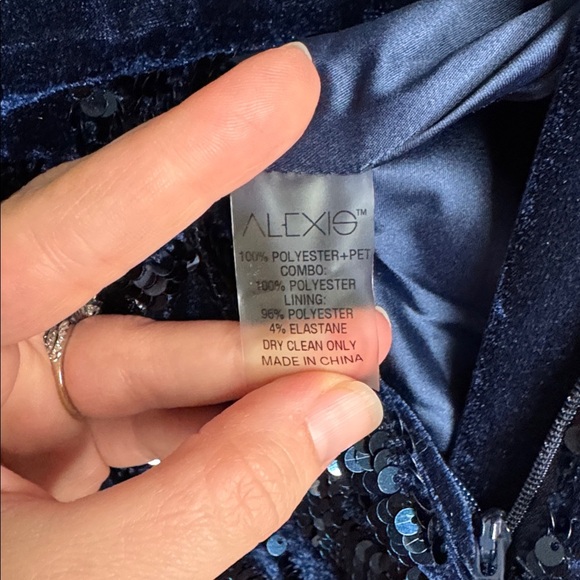 ALEXIS™
100% POLYESTER+PET
COMBO:
100% POLYESTER
LINING:
96% POLYESTER
4% ELASTANE
DRY CLEAN ONLY
MADE IN CHINA